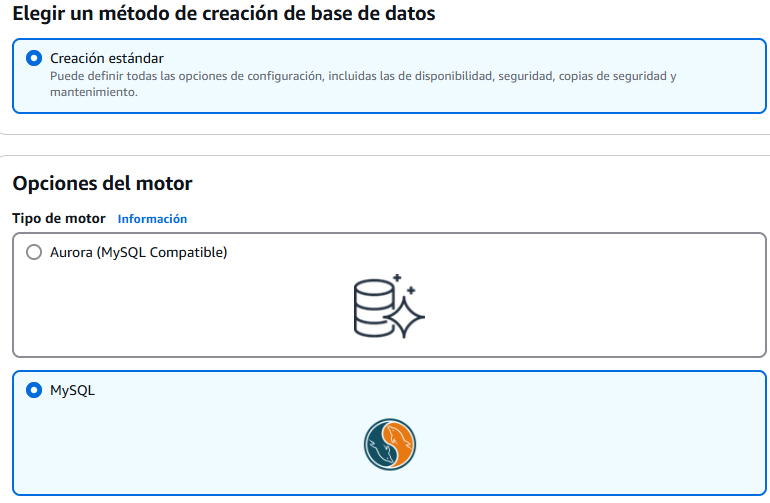 Elegir un método de creación de base de datos
Creación estándar
Puede definir todas las opciones de configuración, incluidas las de disponibilidad, seguridad, copias de seguridad y
mantenimiento.
Opciones del motor
Tipo de motor Información
Aurora (MySQL Compatible)
MySQL